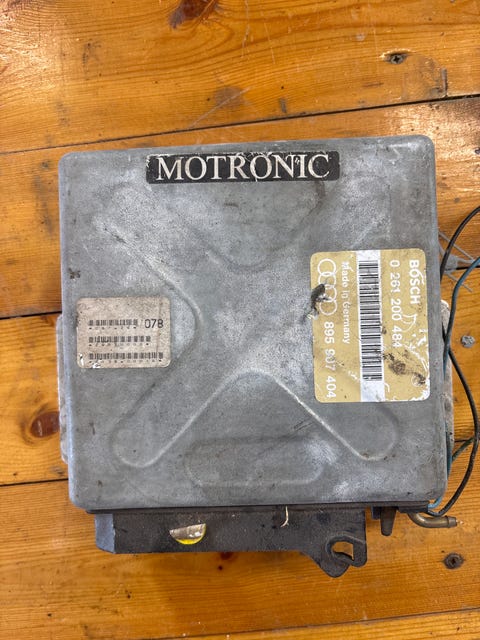 MOTRONIC
07B
BOSCH
0 261 200 484
Made in Germany
895 907 404